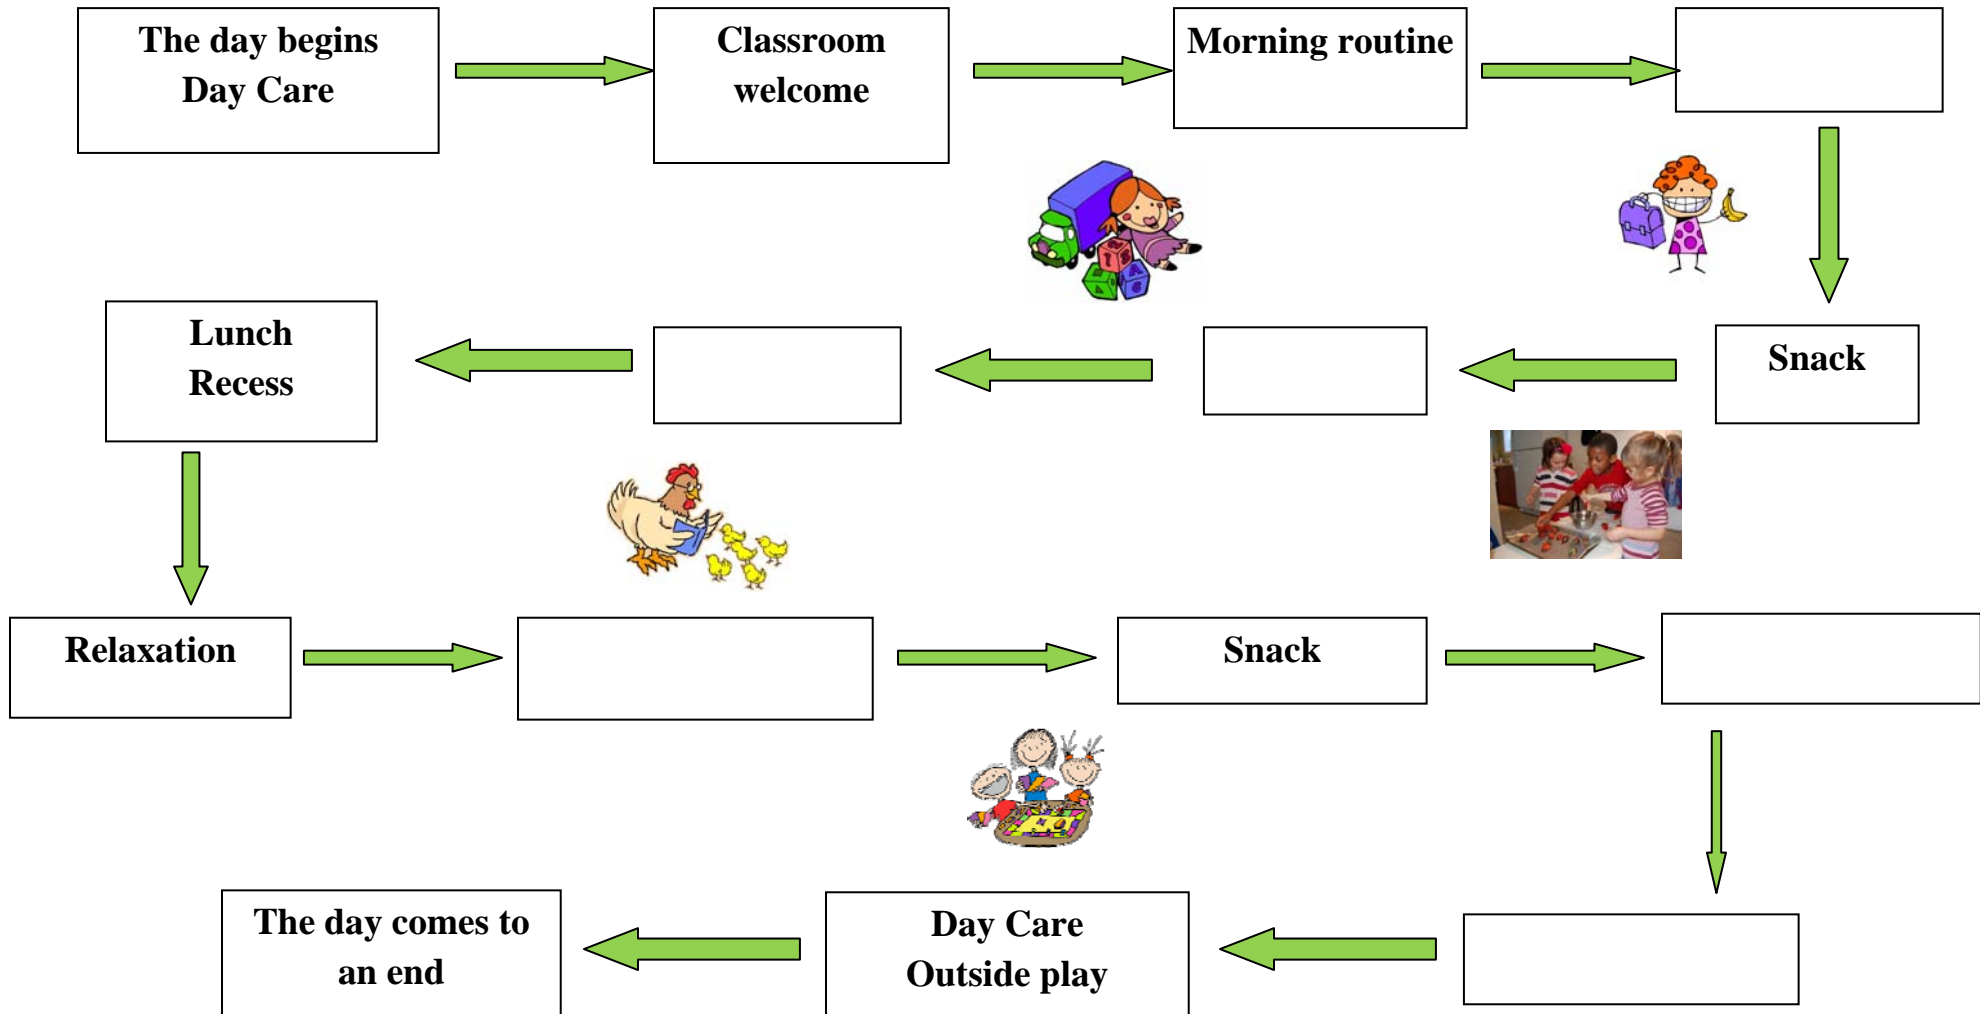 The day begins
Day Care
Classroom
welcome
Morning routine
Snack
Lunch
Recess
Relaxation
Snack
Day Care
Outside play
The day comes to
an end